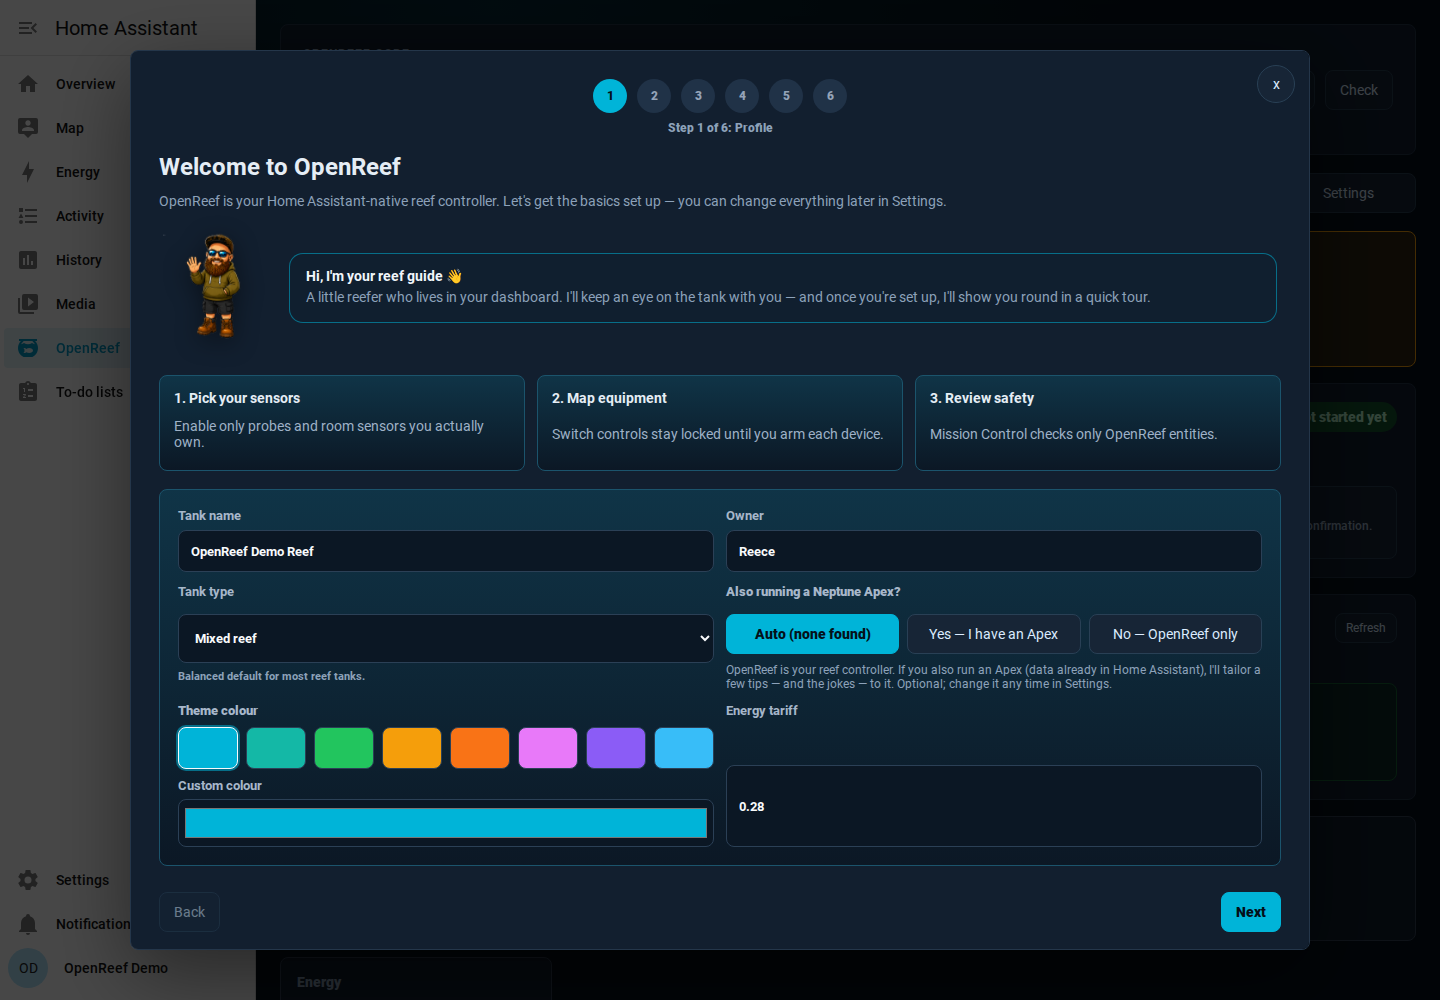 Home Assistant
Overview
Map
Energy
Activity
History
Media
OpenReef
To-do lists
Settings
Notification
OD
OpenReef Demo
1
2
3
4
5
6
x
Step 1 of 6: Profile
Welcome to OpenReef
OpenReef is your Home Assistant-native reef controller. Let's get the basics set up — you can change everything later in Settings.
Hi, I'm your reef guide 👋
A little reefer who lives in your dashboard. I'll keep an eye on the tank with you — and once you're set up, I'll show you round in a quick tour.
1. Pick your sensors
Enable only probes and room sensors you actually
own.
2. Map equipment
Switch controls stay locked until you arm each device.
3. Review safety
Mission Control checks only OpenReef entities.
Tank name
OpenReef Demo Reef
Owner
Reece
Tank type
Mixed reef
Balanced default for most reef tanks.
Also running a Neptune Apex?
Auto (none found)
Yes — I have an Apex
No — OpenReef only
OpenReef is your reef controller. If you also run an Apex (data already in Home Assistant), I'll tailor a
few tips — and the jokes — to it. Optional; change it any time in Settings.
Theme colour
Custom colour
Energy tariff
0.28
Back
Next
Check
Settings
t started yet
onfirmation.
Refresh
Energy